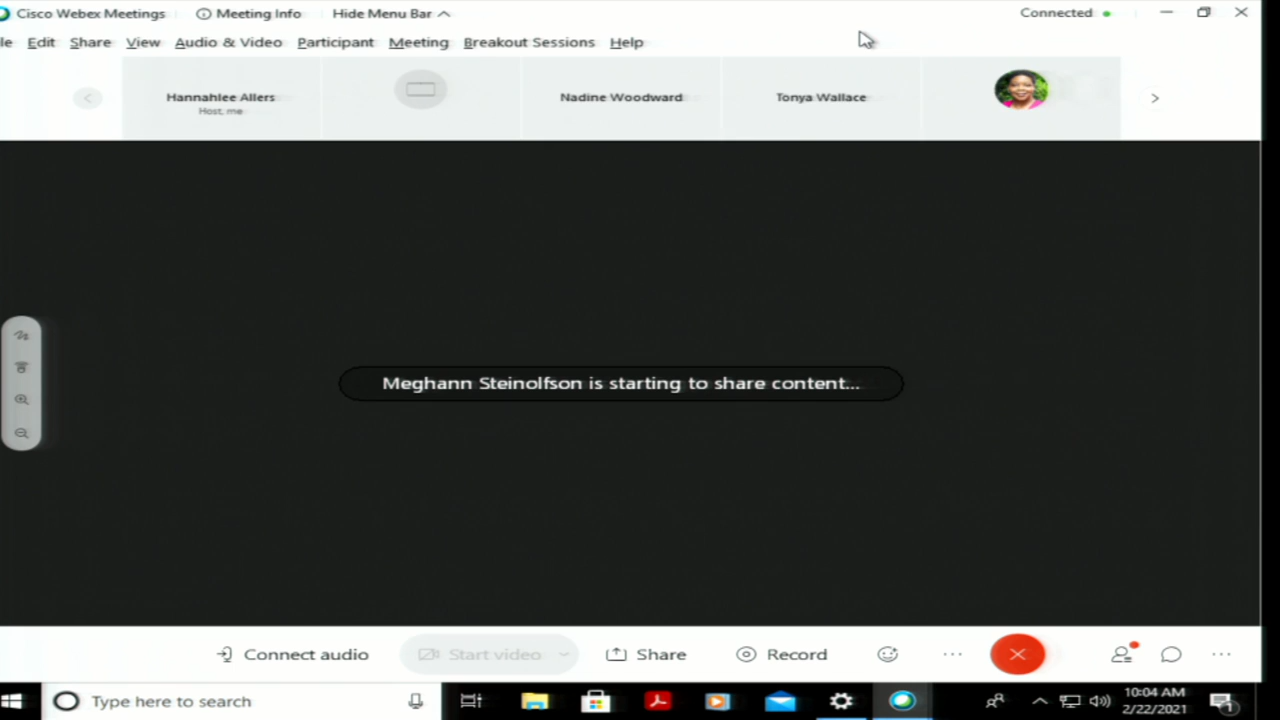 Cisco Webex Meetings Meeting Info Hide Menu Bar Connected
le Edit Share View Audio & Video Participant Meeting Breakout Sessions Help
Hannahlee Allers
Host, me
Nadine Woodward
Tonya Wallace
Meghann Steinolfson is starting to share content...
Connect audio Start video Share Record
Type here to search
10:04 AM
2/22/2021
1